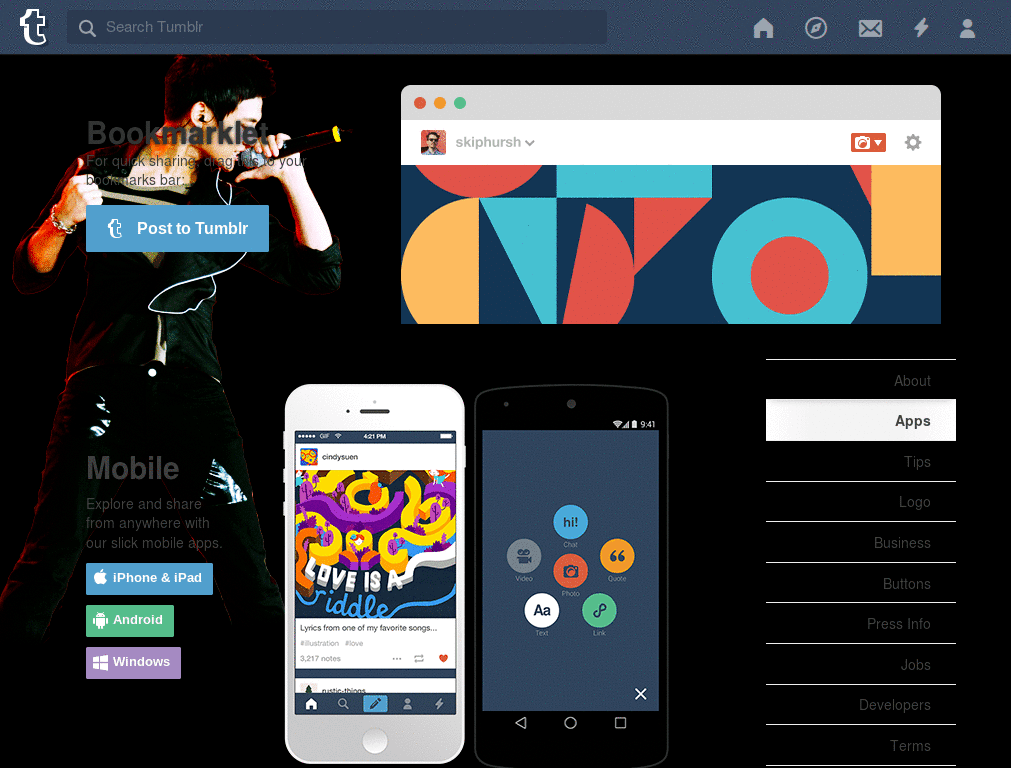 Search Tumblr
Bookmarklet
For quick sharing, drag this to your
bookmarks bar:
Post to Tumblr
skiphursh
Mobile
Explore and share
from anywhere with
our slick mobile apps.
iPhone & iPad
Android
Windows
GIF
4:21 PM
cindysuen
LOVE IS A
riddle
Lyrics from one of my favorite songs...
#illustration #love
3,217 notes
rustic-things
9:41
hi!
Chat
Video
Photo
Quote
Aa
Text
Link
About
Apps
Tips
Logo
Business
Buttons
Press Info
Jobs
Developers
Terms